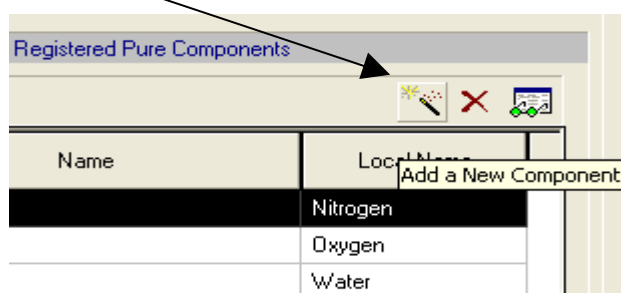 Registered Pure Components
Name
Local Name
Add a New Component
Nitrogen
Oxygen
Water